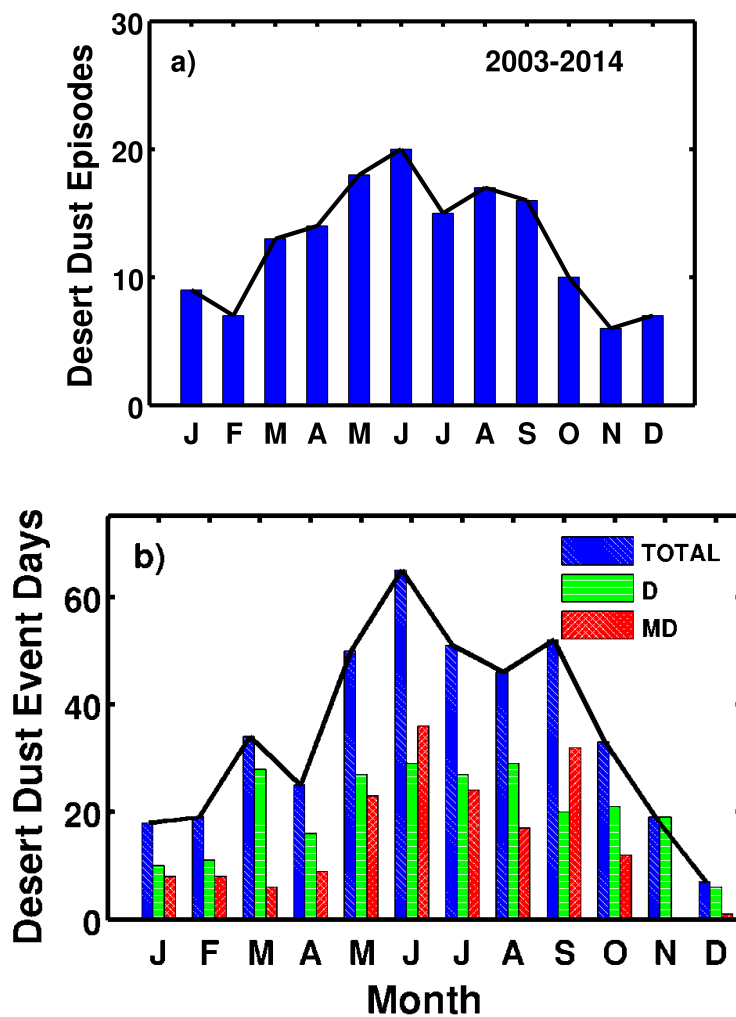 30
a) 2003-2014
20
10
0
Desert Dust Episodes
J F M A M J J A S O N D
b)
TOTAL
D
MD
60
40
20
0
Desert Dust Event Days
J F M A M J J A S O N D
Month